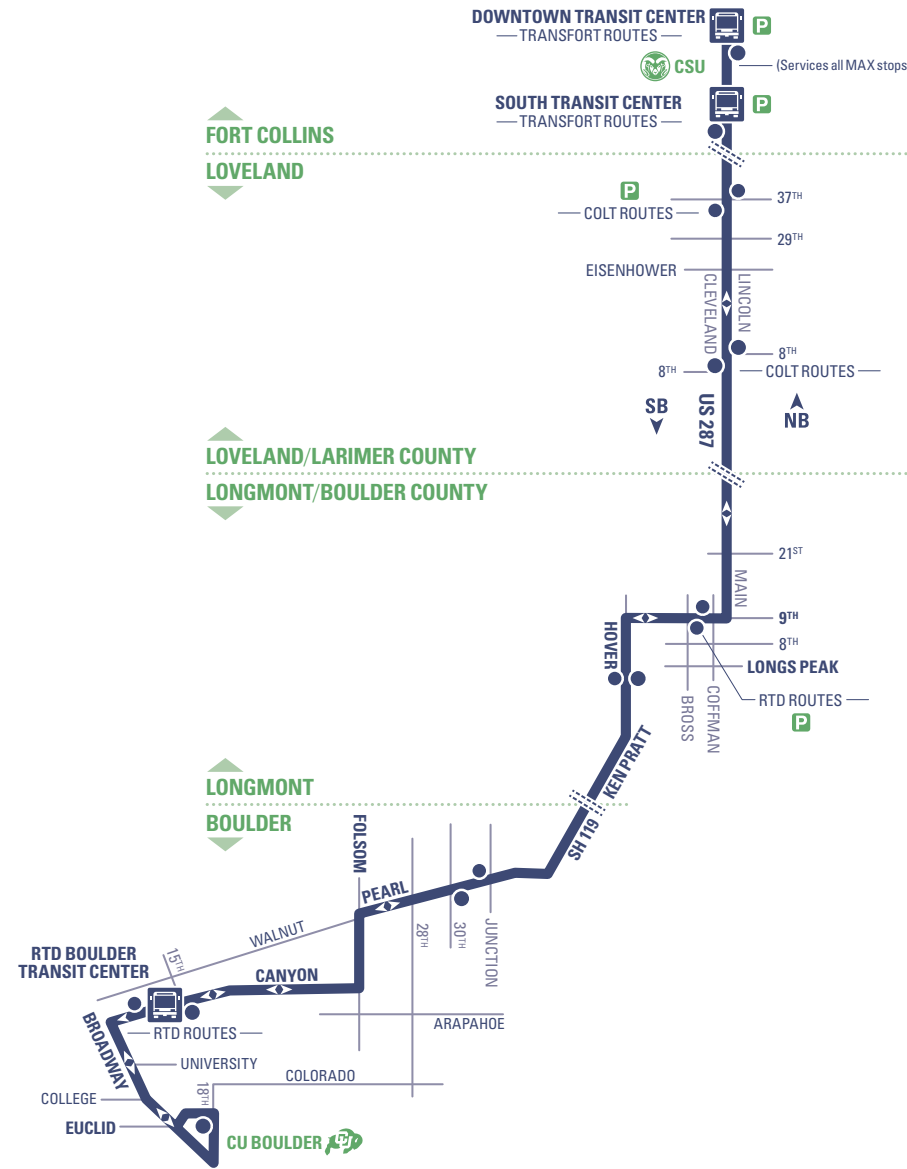 DOWNTOWN TRANSIT CENTER
TRANSFORT ROUTES
P
CSU
(Services all MAX stops
SOUTH TRANSIT CENTER
TRANSFORT ROUTES
P
FORT COLLINS
LOVELAND
P
COLT ROUTES
37TH
29TH
EISENHOWER
CLEVELAND
LINCOLN
8TH
8TH
COLT ROUTES
SB
US 287
NB
LOVELAND/LARIMER COUNTY
LONGMONT/BOULDER COUNTY
21ST
MAIN
9TH
HOVER
8TH
LONGS PEAK
BROSS
COFFMAN
RTD ROUTES
P
KEN PRATT
LONGMONT
BOULDER
SH 119
FOLSOM
PEARL
28TH
30TH
JUNCTION
WALNUT
15TH
RTD BOULDER
TRANSIT CENTER
CANYON
RTD ROUTES
BROADWAY
ARAPAHOE
UNIVERSITY
COLORADO
18TH
COLLEGE
EUCLID
CU BOULDER
CU